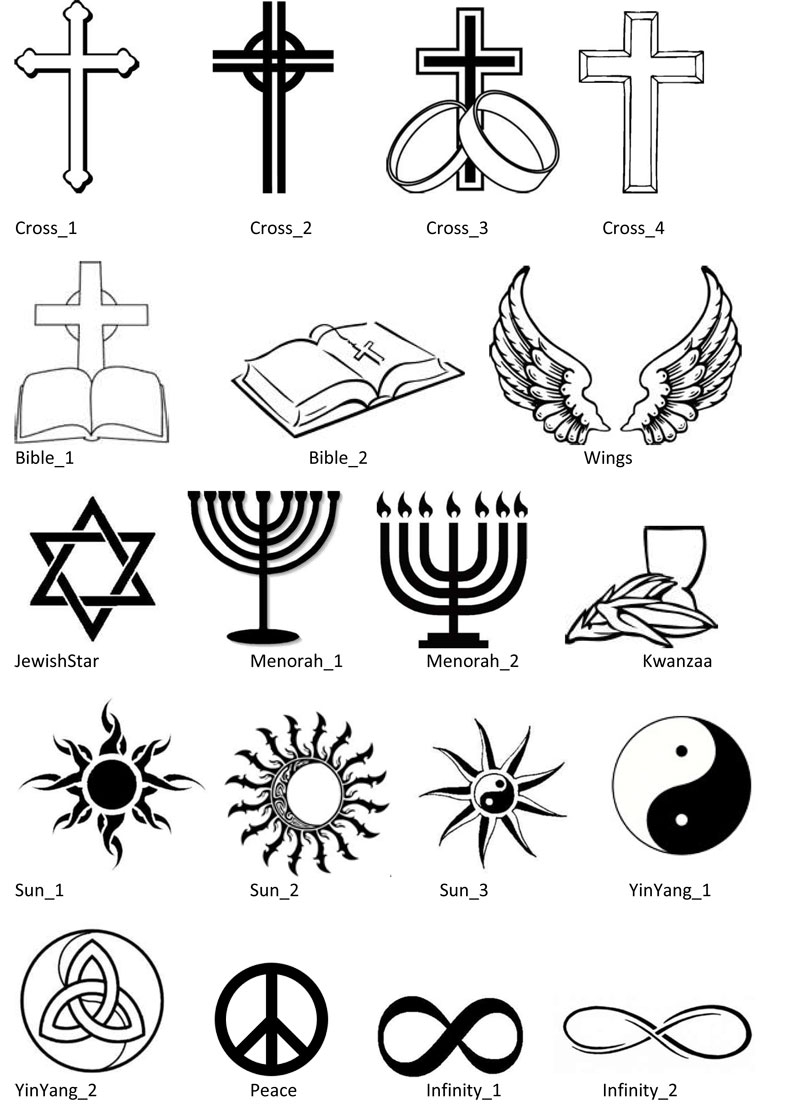 Cross_1 Cross_2 Cross_3 Cross_4
Bible_1 Bible_2 Wings
JewishStar Menorah_1 Menorah_2 Kwanzaa
Sun_1 Sun_2 Sun_3 YinYang_1
YinYang_2 Peace Infinity_1 Infinity_2